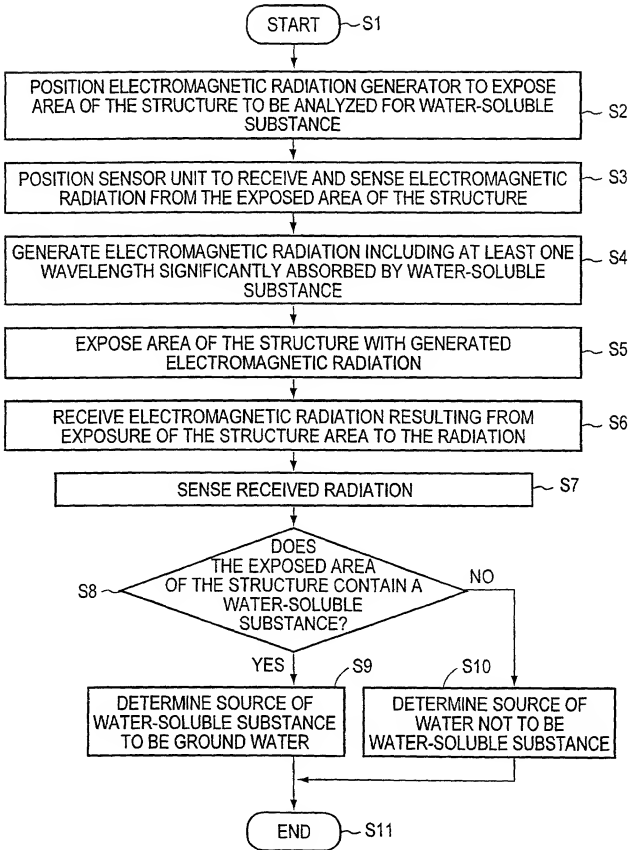 START
S1
POSITION ELECTROMAGNETIC RADIATION GENERATOR TO EXPOSE
AREA OF THE STRUCTURE TO BE ANALYZED FOR WATER-SOLUBLE
SUBSTANCE
S2
POSITION SENSOR UNIT TO RECEIVE AND SENSE ELECTROMAGNETIC
RADIATION FROM THE EXPOSED AREA OF THE STRUCTURE
S3
GENERATE ELECTROMAGNETIC RADIATION INCLUDING AT LEAST ONE
WAVELENGTH SIGNIFICANTLY ABSORBED BY WATER-SOLUBLE
SUBSTANCE
S4
EXPOSE AREA OF THE STRUCTURE WITH GENERATED
ELECTROMAGNETIC RADIATION
S5
RECEIVE ELECTROMAGNETIC RADIATION RESULTING FROM
EXPOSURE OF THE STRUCTURE AREA TO THE RADIATION
S6
SENSE RECEIVED RADIATION
S7
DOES
THE EXPOSED AREA
OF THE STRUCTURE CONTAIN A
WATER-SOLUBLE
SUBSTANCE?
S8
NO
YES
S9
DETERMINE SOURCE OF
WATER-SOLUBLE SUBSTANCE
TO BE GROUND WATER
S10
DETERMINE SOURCE OF
WATER NOT TO BE
WATER-SOLUBLE SUBSTANCE
END
S11